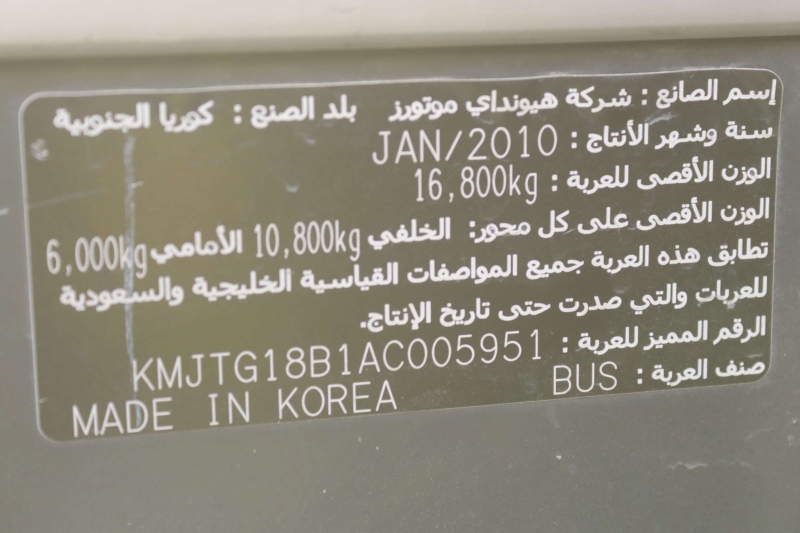 إسم الصانع : شركة هيونداي موتورز بلد الصنع : كوريا الجنوبية
سنة وشهر الأنتاج : JAN/2010
الوزن الأقصى للعربة : 16,800kg
الوزن الأقصى على كل محور: الخلفي 10,800kg الأمامي 6,000kg
تطابق هذه العربة جميع المواصفات القياسية الخليجية والسعودية
للعربات والتي صدرت حتى تاريخ الإنتاج.
الرقم المميز للعربة : KMJTG18B1AC005951
صنف العربة : BUS
MADE IN KOREA